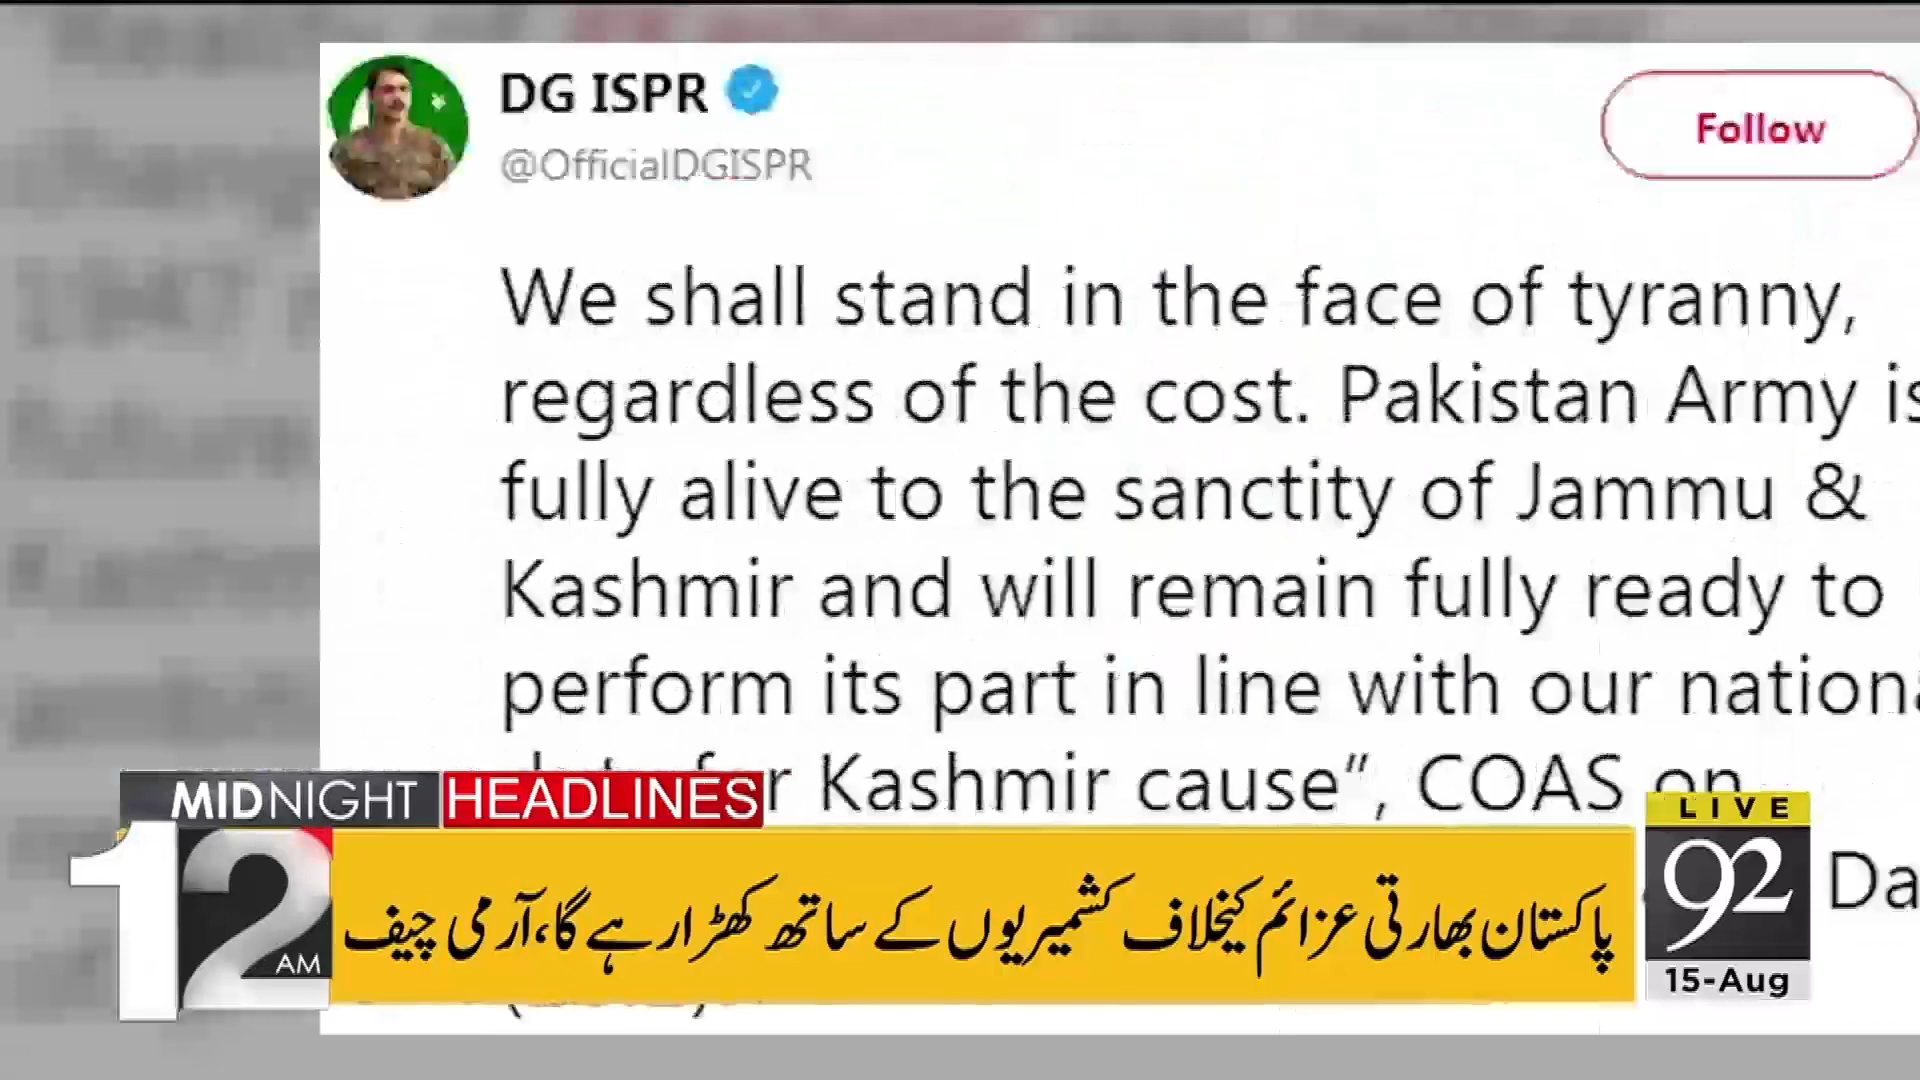 DG ISPR
@OfficialDGISPR
Follow
We shall stand in the face of tyranny,
regardless of the cost. Pakistan Army is
fully alive to the sanctity of Jammu &
Kashmir and will remain fully ready to
perform its part in line with our nationa
Kashmir cause”, COAS on
Da
MIDNIGHT HEADLINES
12 AM
پاکستان بھارتی عزائم کیخلاف کشمیریوں کے ساتھ کھڑا رہے گا، آرمی چیف
LIVE
92
15-Aug